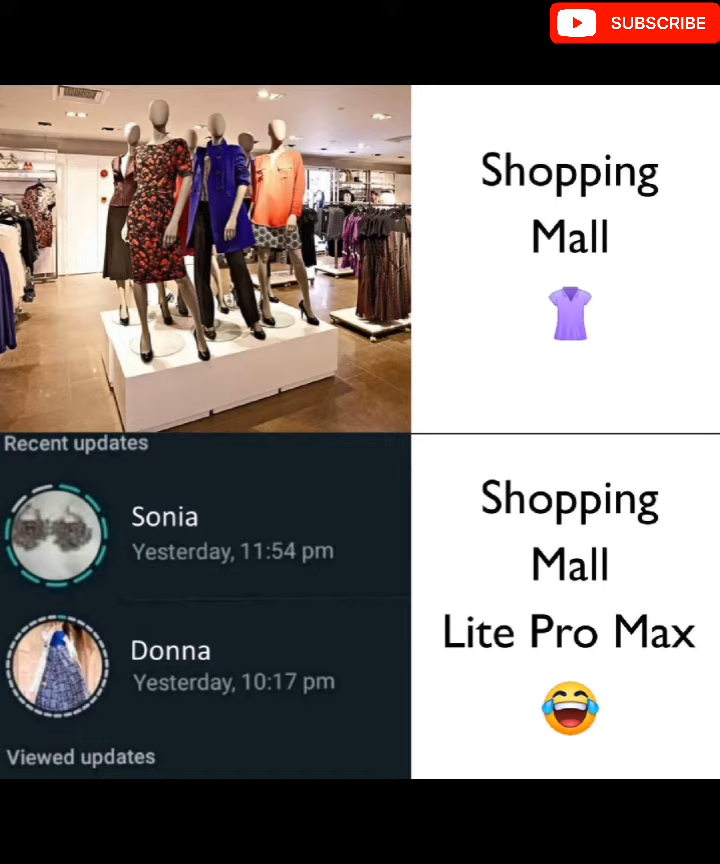 SUBSCRIBE
Shopping
Mall
Recent updates
Sonia
Yesterday, 11:54 pm
Donna
Yesterday, 10:17 pm
Viewed updates
Shopping
Mall
Lite Pro Max